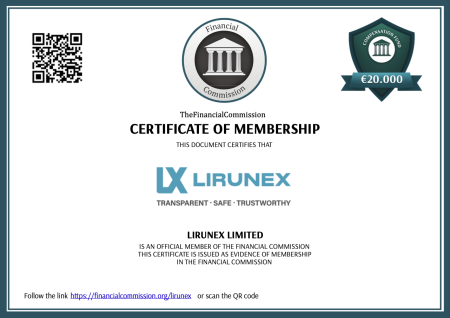 Financial
Commission
COMPENSATION FUND
€20.000
TheFinancialCommission
CERTIFICATE OF MEMBERSHIP
THIS DOCUMENT CERTIFIES THAT
LX LIRUNEX
TRANSPARENT · SAFE · TRUSTWORTHY
LIRUNEX LIMITED
IS AN OFFICIAL MEMBER OF THE FINANCIAL COMMISSION
THIS CERTIFICATE IS ISSUED AS EVIDENCE OF MEMBERSHIP
IN THE FINANCIAL COMMISSION
Follow the link https://financialcommission.org/lirunex or scan the QR code